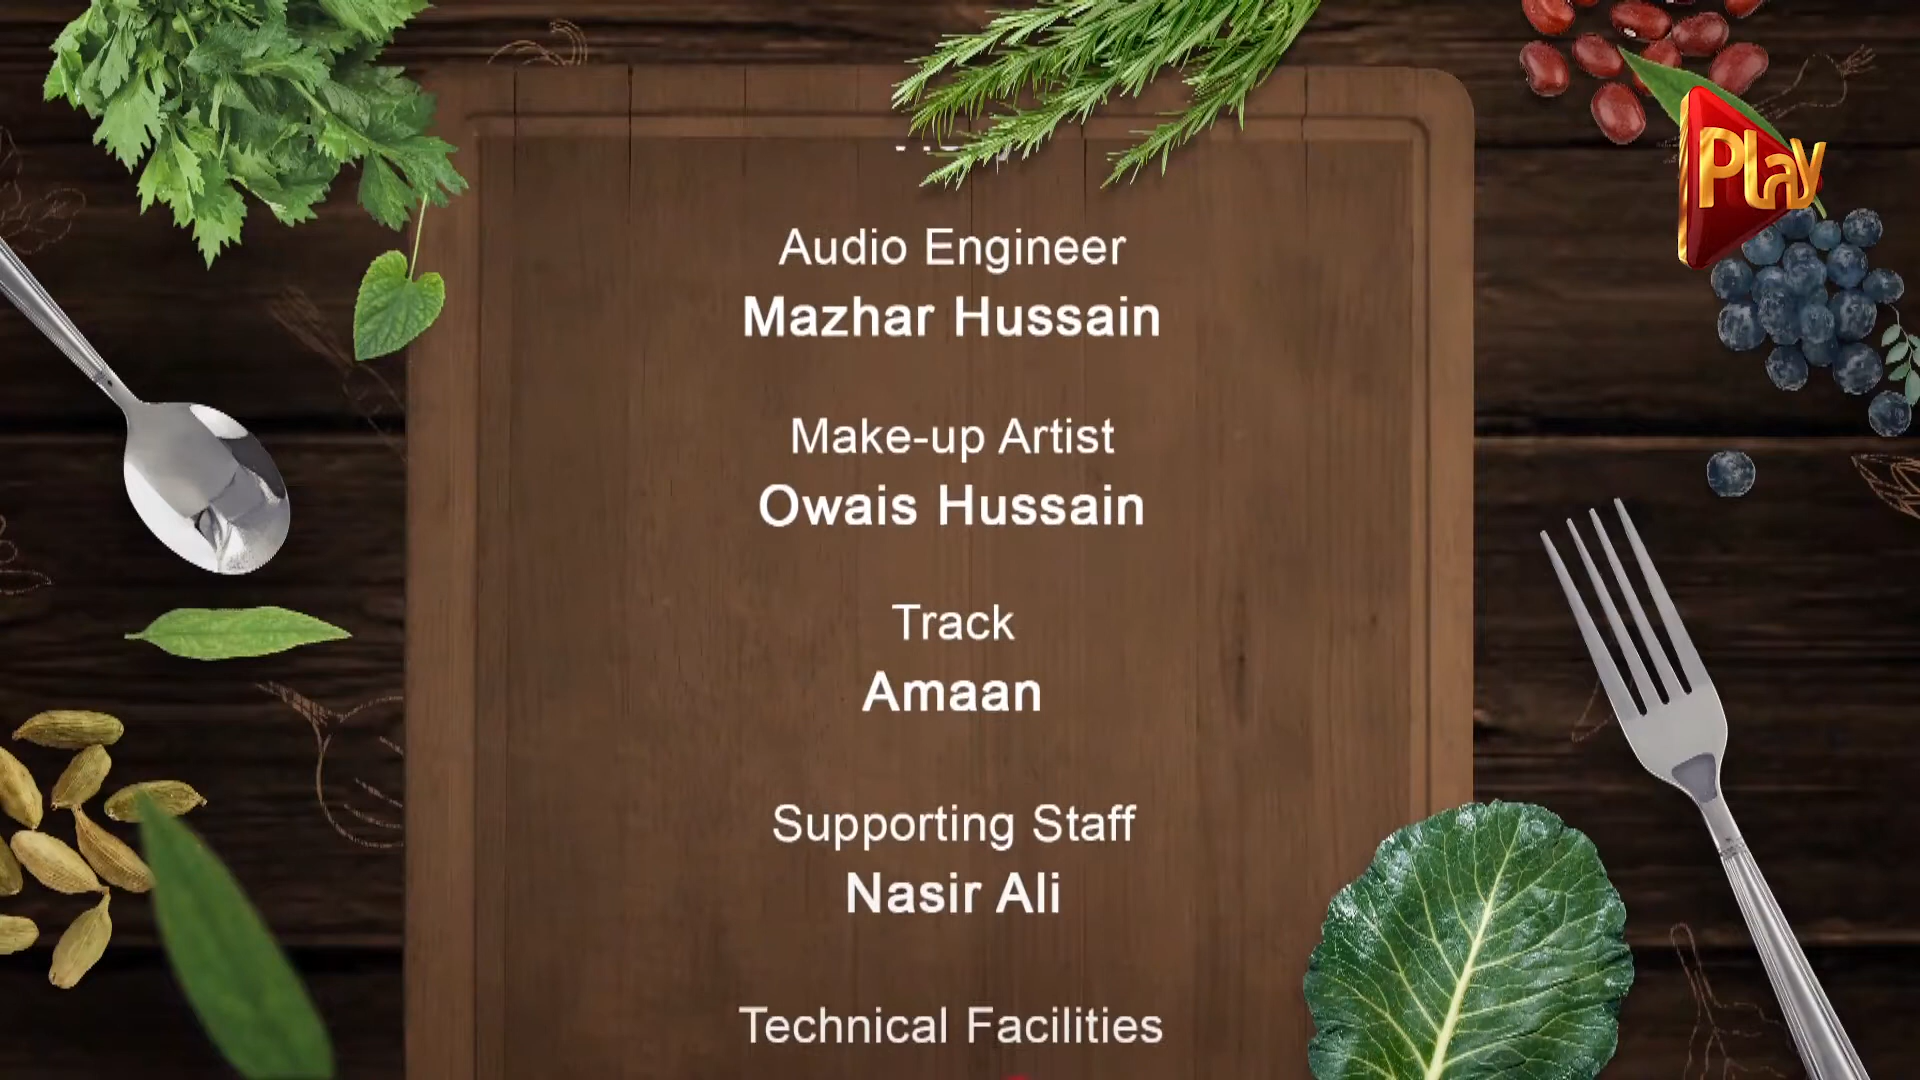 Play
Audio Engineer
Mazhar Hussain
Make-up Artist
Owais Hussain
Track
Amaan
Supporting Staff
Nasir Ali
Technical Facilities